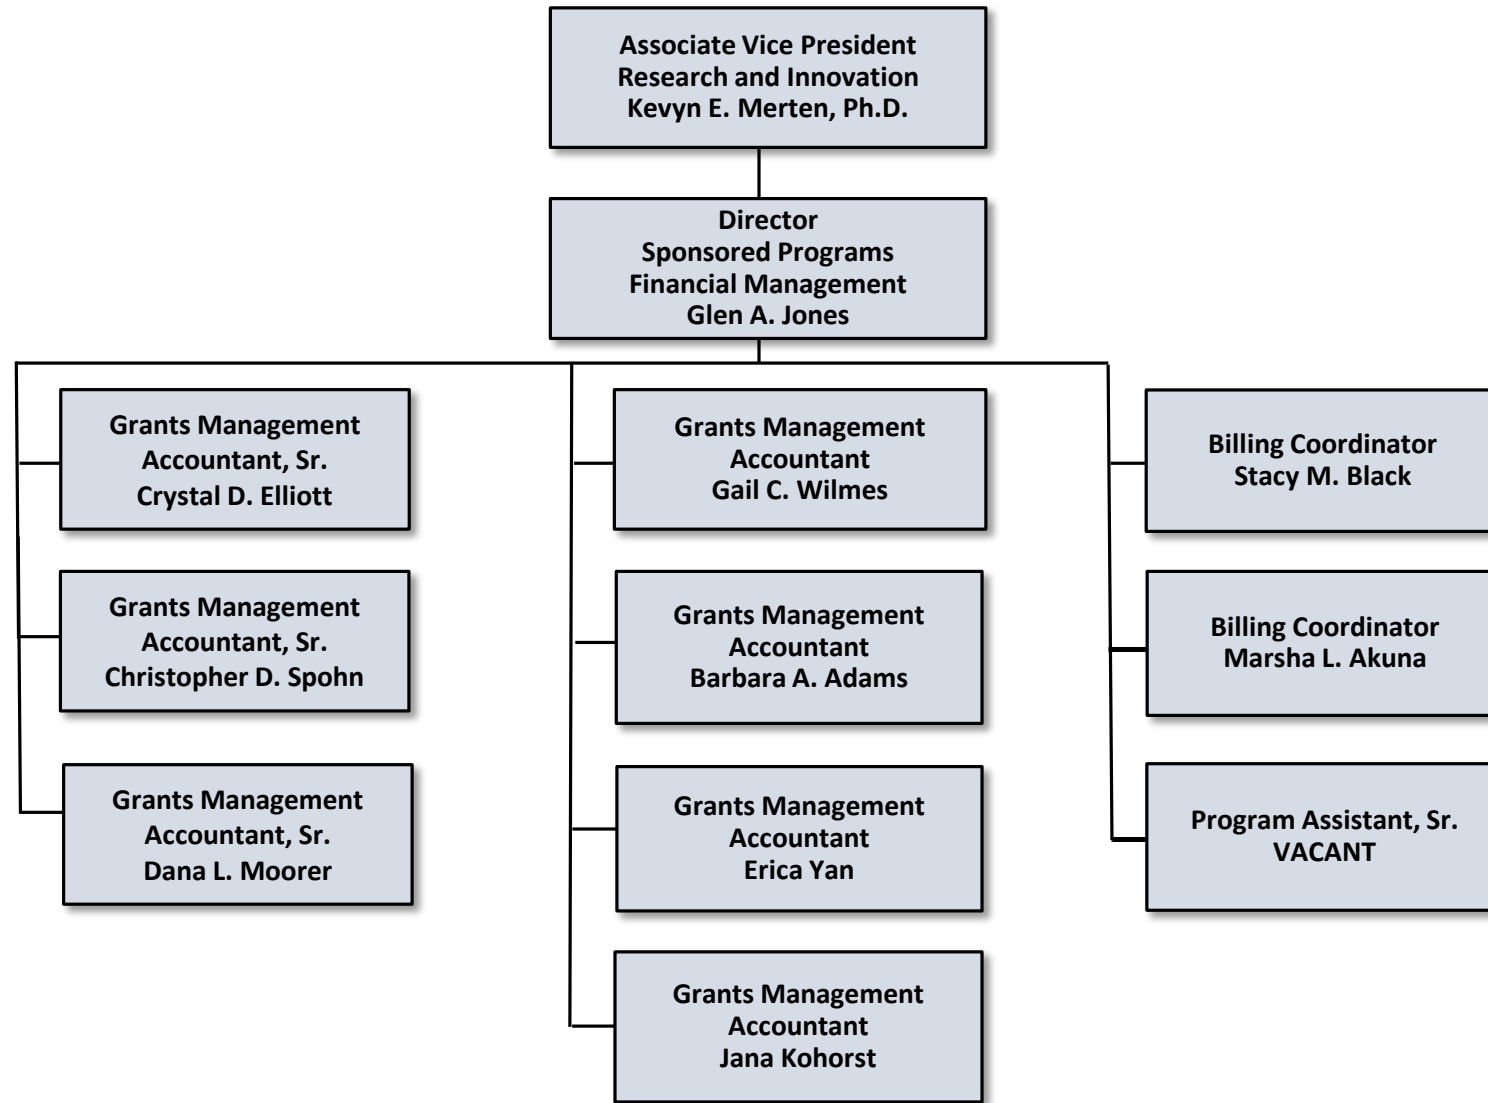 Associate Vice President
Research and Innovation
Kevyn E. Merten, Ph.D.
Director
Sponsored Programs
Financial Management
Glen A. Jones
Grants Management
Accountant, Sr.
Crystal D. Elliott
Grants Management
Accountant, Sr.
Christopher D. Spohn
Grants Management
Accountant, Sr.
Dana L. Moorer
Grants Management
Accountant
Gail C. Wilmes
Grants Management
Accountant
Barbara A. Adams
Grants Management
Accountant
Erica Yan
Grants Management
Accountant
Jana Kohorst
Billing Coordinator
Stacy M. Black
Billing Coordinator
Marsha L. Akuna
Program Assistant, Sr.
VACANT